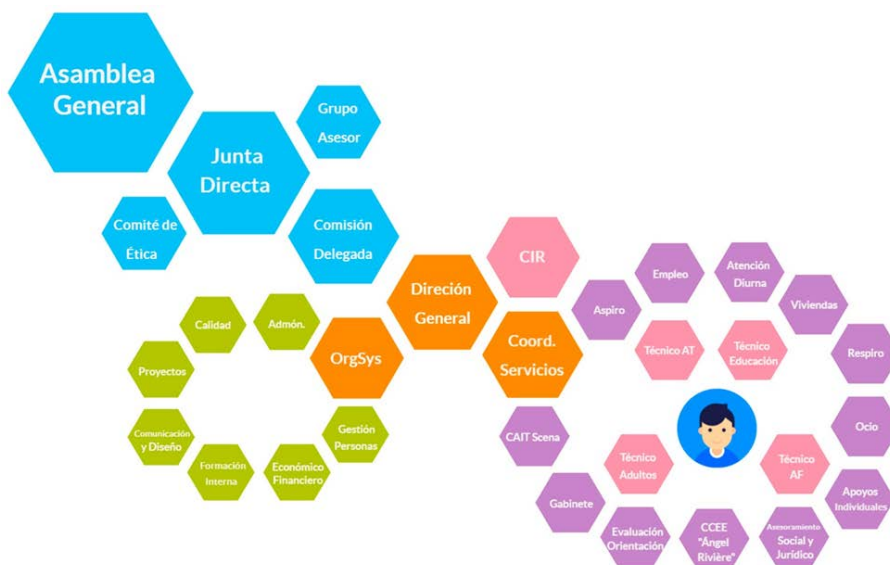 Asamblea
General
Junta
Directa
Grupo
Asesor
Comité de
Ética
Comisión
Delegada
Direción
General
CIR
Coord.
Servicios
OrgSys
Admón.
Calidad
Proyectos
Comunicación
y Diseño
Formación
Interna
Económico
Financiero
Gestión
Personas
Aspiro
Empleo
Atención
Diurna
Viviendas
Respiro
Ocio
Apoyos
Individuales
Asesoramiento
Social y
Jurídico
CCEE
"Ángel
Rivière"
Evaluación
Orientación
Gabinete
CAIT Scena
Técnico AT
Técnico
Educación
Técnico
Adultos
Técnico
AF